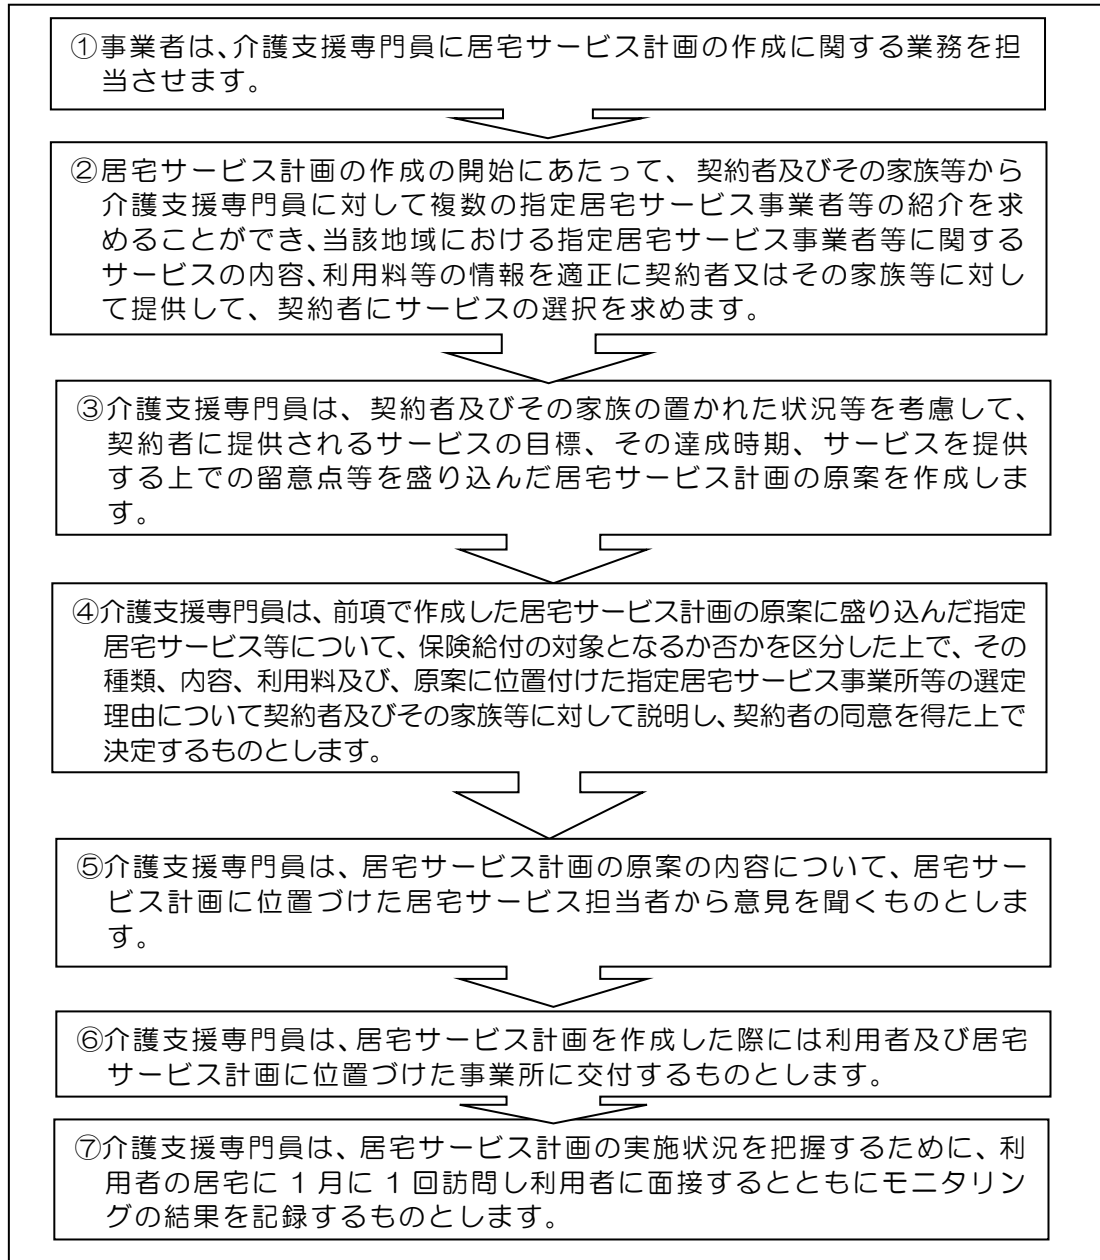 ①事業者は、介護支援専門員に居宅サービス計画の作成に関する業務を担
当させます。
②居宅サービス計画の作成の開始にあたって、契約者及びその家族等から
介護支援専門員に対して複数の指定居宅サービス事業者等の紹介を求
めることができ、当該地域における指定居宅サービス事業者等に関する
サービスの内容、利用料等の情報を適正に契約者又はその家族等に対し
て提供して、契約者にサービスの選択を求めます。
③介護支援専門員は、契約者及びその家族の置かれた状況等を考慮して、
契約者に提供されるサービスの目標、その達成時期、サービスを提供
する上での留意点等を盛り込んだ居宅サービス計画の原案を作成しま
す。
④介護支援専門員は、前項で作成した居宅サービス計画の原案に盛り込んだ指定
居宅サービス等について、保険給付の対象となるか否かを区分した上で、その
種類、内容、利用料及び、原案に位置付けた指定居宅サービス事業所等の選定
理由について契約者及びその家族等に対して説明し、契約者の同意を得た上で
決定するものとします。
⑤介護支援専門員は、居宅サービス計画の原案の内容について、居宅サー
ビス計画に位置づけた居宅サービス担当者から意見を聞くものとしま
す。
⑥介護支援専門員は、居宅サービス計画を作成した際には利用者及び居宅
サービス計画に位置づけた事業所に交付するものとします。
⑦介護支援専門員は、居宅サービス計画の実施状況を把握するために、利
用者の居宅に 1 月に 1 回訪問し利用者に面接するとともにモニタリン
グの結果を記録するものとします。